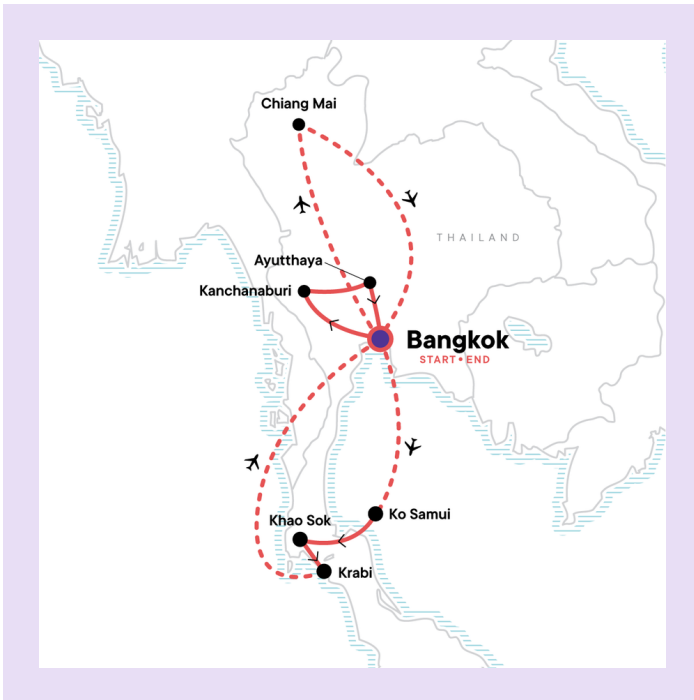 Chiang Mai
THAILAND
Ayutthaya
Kanchanaburi
Bangkok
START • END
Ko Samui
Khao Sok
Krabi